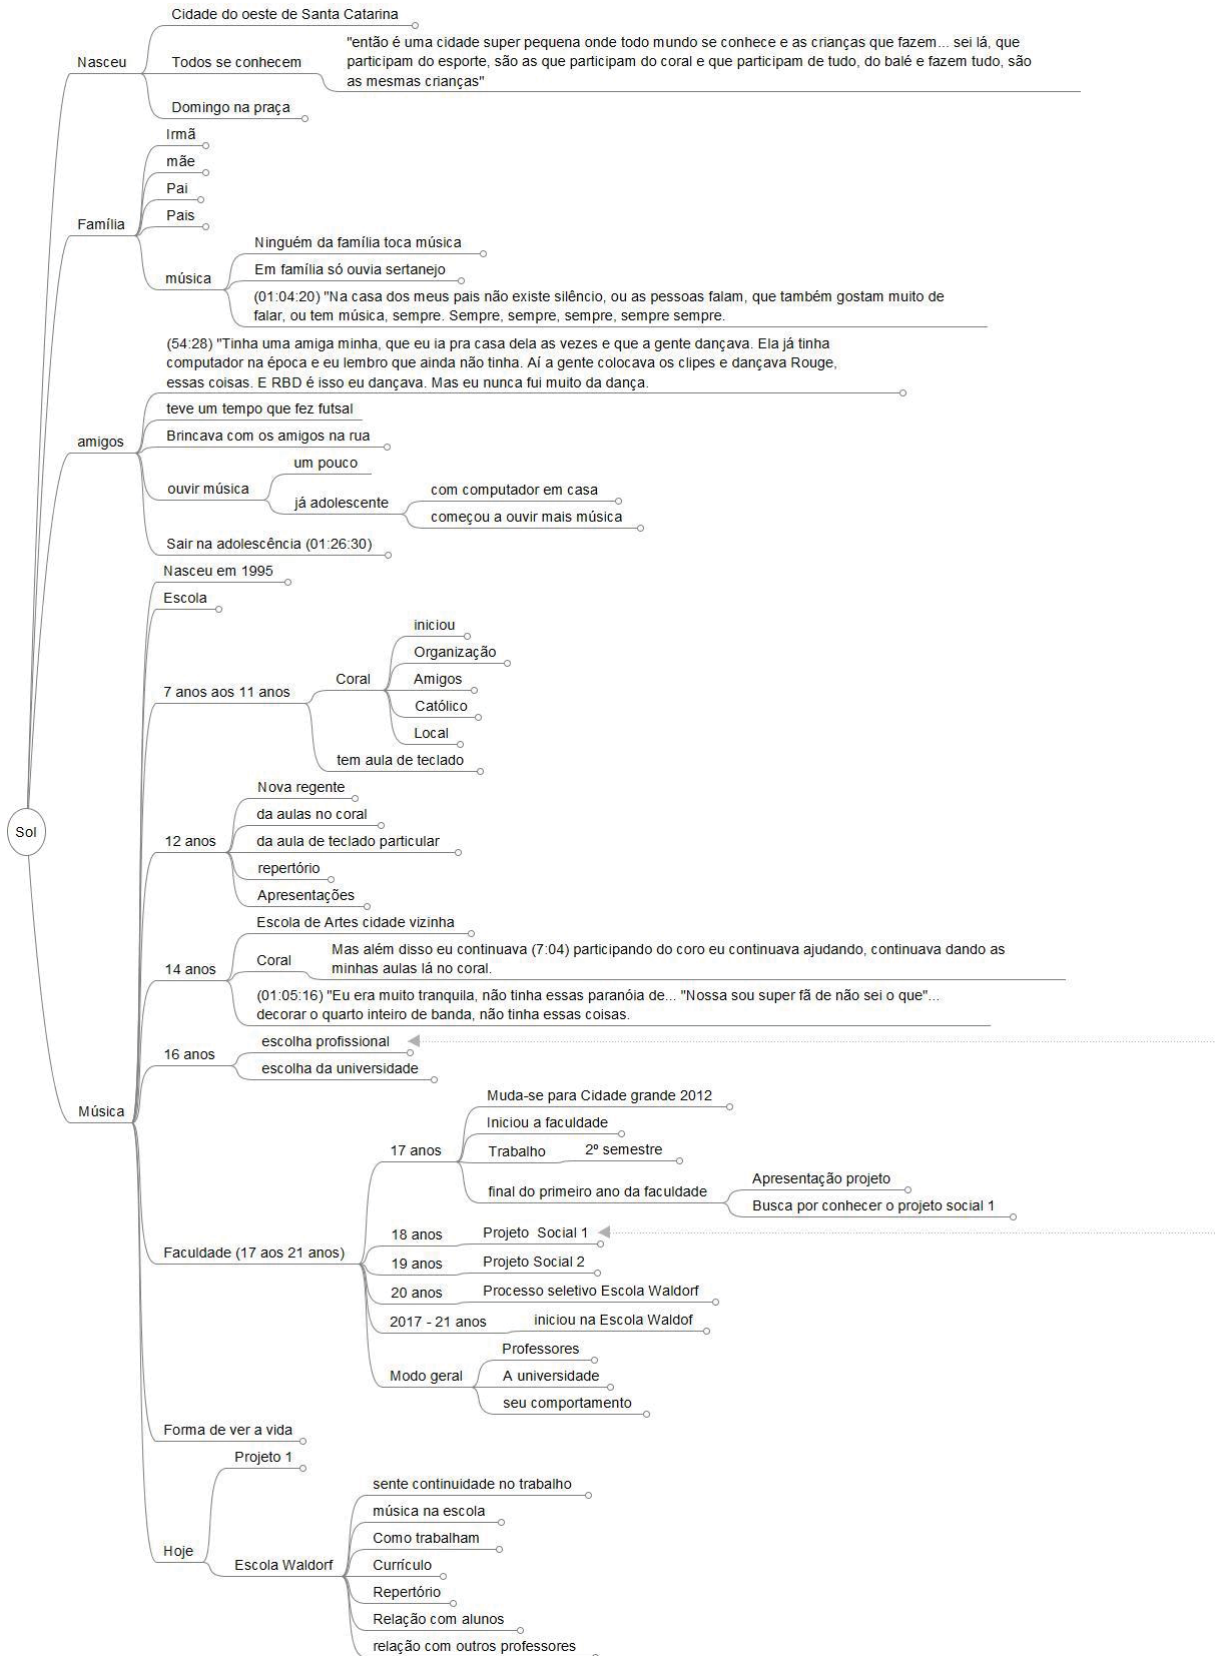 Cidade do oeste de Santa Catarina
"então é uma cidade super pequena onde todo mundo se conhece e as crianças que fazem... sei lá, que
participam do esporte, são as que participam do coral e que participam de tudo, do balé e fazem tudo, são
as mesmas crianças"
Nasceu
Todos se conhecem
Domingo na praça
Irmã
mãe
Pai
Pais
Família
Ninguém da família toca música
Em família só ouvia sertanejo
música
(01:04:20) "Na casa dos meus pais não existe silêncio, ou as pessoas falam, que também gostam muito de
falar, ou tem música, sempre. Sempre, sempre, sempre, sempre sempre.
(54:28) "Tinha uma amiga minha, que eu ia pra casa dela as vezes e que a gente dançava. Ela já tinha
computador na época e eu lembro que ainda não tinha. Aí a gente colocava os clipes e dançava Rouge,
essas coisas. E RBD é isso eu dançava. Mas eu nunca fui muito da dança.
teve um tempo que fez futsal
amigos
Brincava com os amigos na rua
um pouco
ouvir música
já adolescente
com computador em casa
começou a ouvir mais música
Sair na adolescência (01:26:30)
Nasceu em 1995
Escola
iniciou
Organização
7 anos aos 11 anos
Coral
Amigos
Católico
Local
tem aula de teclado
Nova regente
da aulas no coral
Sol
12 anos
da aula de teclado particular
repertório
Apresentações
Escola de Artes cidade vizinha
14 anos
Coral
Mas além disso eu continuava (7:04) participando do coro eu continuava ajudando, continuava dando as
minhas aulas lá no coral.
(01:05:16) "Eu era muito tranquila, não tinha essas paranóia de... "Nossa sou super fã de não sei o que"...
decorar o quarto inteiro de banda, não tinha essas coisas.
escolha profissional
16 anos
escolha da universidade
Música
Muda-se para Cidade grande 2012
Iniciou a faculdade
17 anos
Trabalho
2º semestre
final do primeiro ano da faculdade
Apresentação projeto
Busca por conhecer o projeto social 1
18 anos
Projeto Social 1
Faculdade (17 aos 21 anos)
19 anos
Projeto Social 2
20 anos
Processo seletivo Escola Waldorf
2017 - 21 anos
iniciou na Escola Waldof
Professores
Modo geral
A universidade
seu comportamento
Forma de ver a vida
Projeto 1
Hoje
sente continuidade no trabalho
música na escola
Como trabalham
Escola Waldorf
Currículo
Repertório
Relação com alunos
relação com outros professores